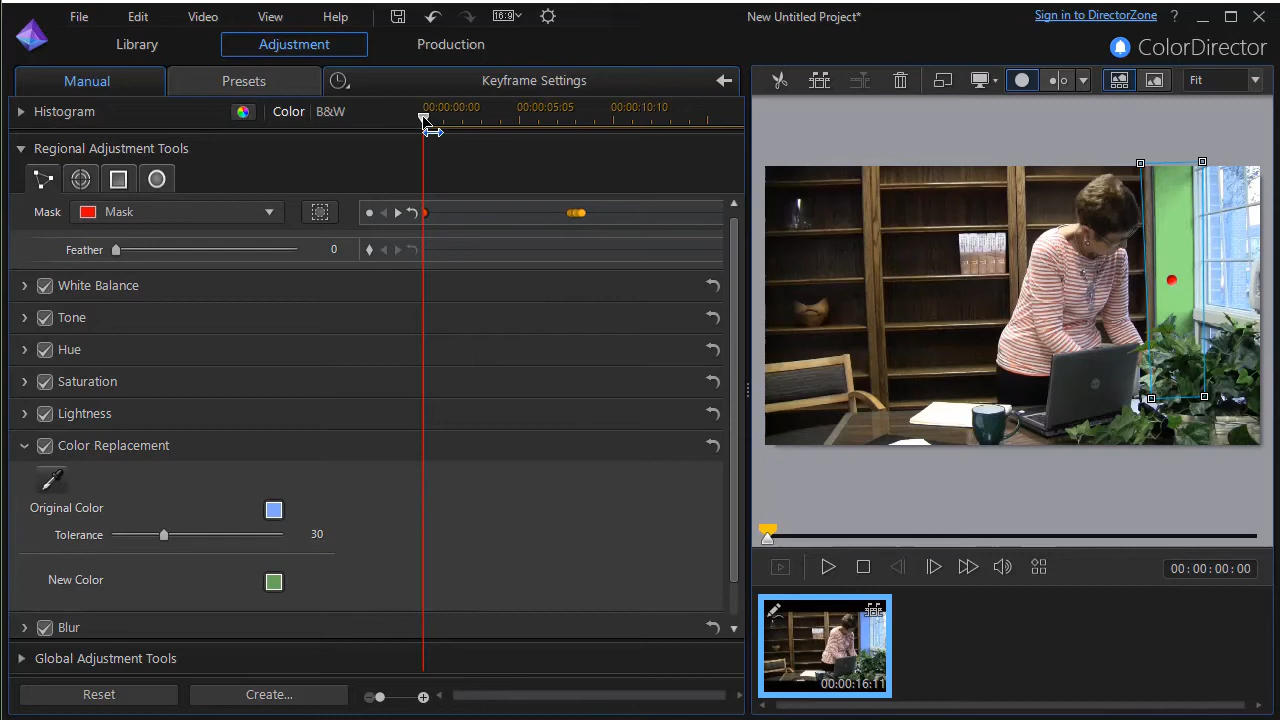 File Edit Video View Help 16:9 New Untitled Project* Sign in to DirectorZone ?
Library Adjustment Production ColorDirector
Manual Presets Keyframe Settings Fit
Histogram Color B&W 00:00:00:00 00:00:05:05 00:00:10:10
Regional Adjustment Tools
Mask Mask
Feather 0
White Balance
Tone
Hue
Saturation
Lightness
Color Replacement
Original Color
Tolerance 30
New Color
00:00:00:00
Blur
Global Adjustment Tools
00:00:16:11
Reset Create...